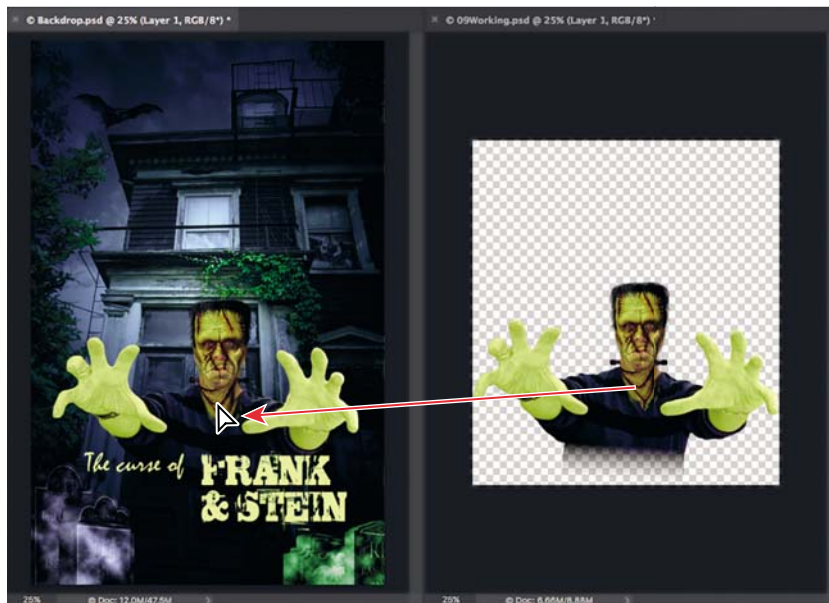 × © Backdrop.psd @ 25% (Layer 1, RGB/8*) *
× © 09Working.psd @ 25% (Layer 1, RGB/8*) *
The curse of FRANK
& STEIN
25% © Doc: 12.0M/47.5M >
25% © Doc: 6.66M/8.88M >